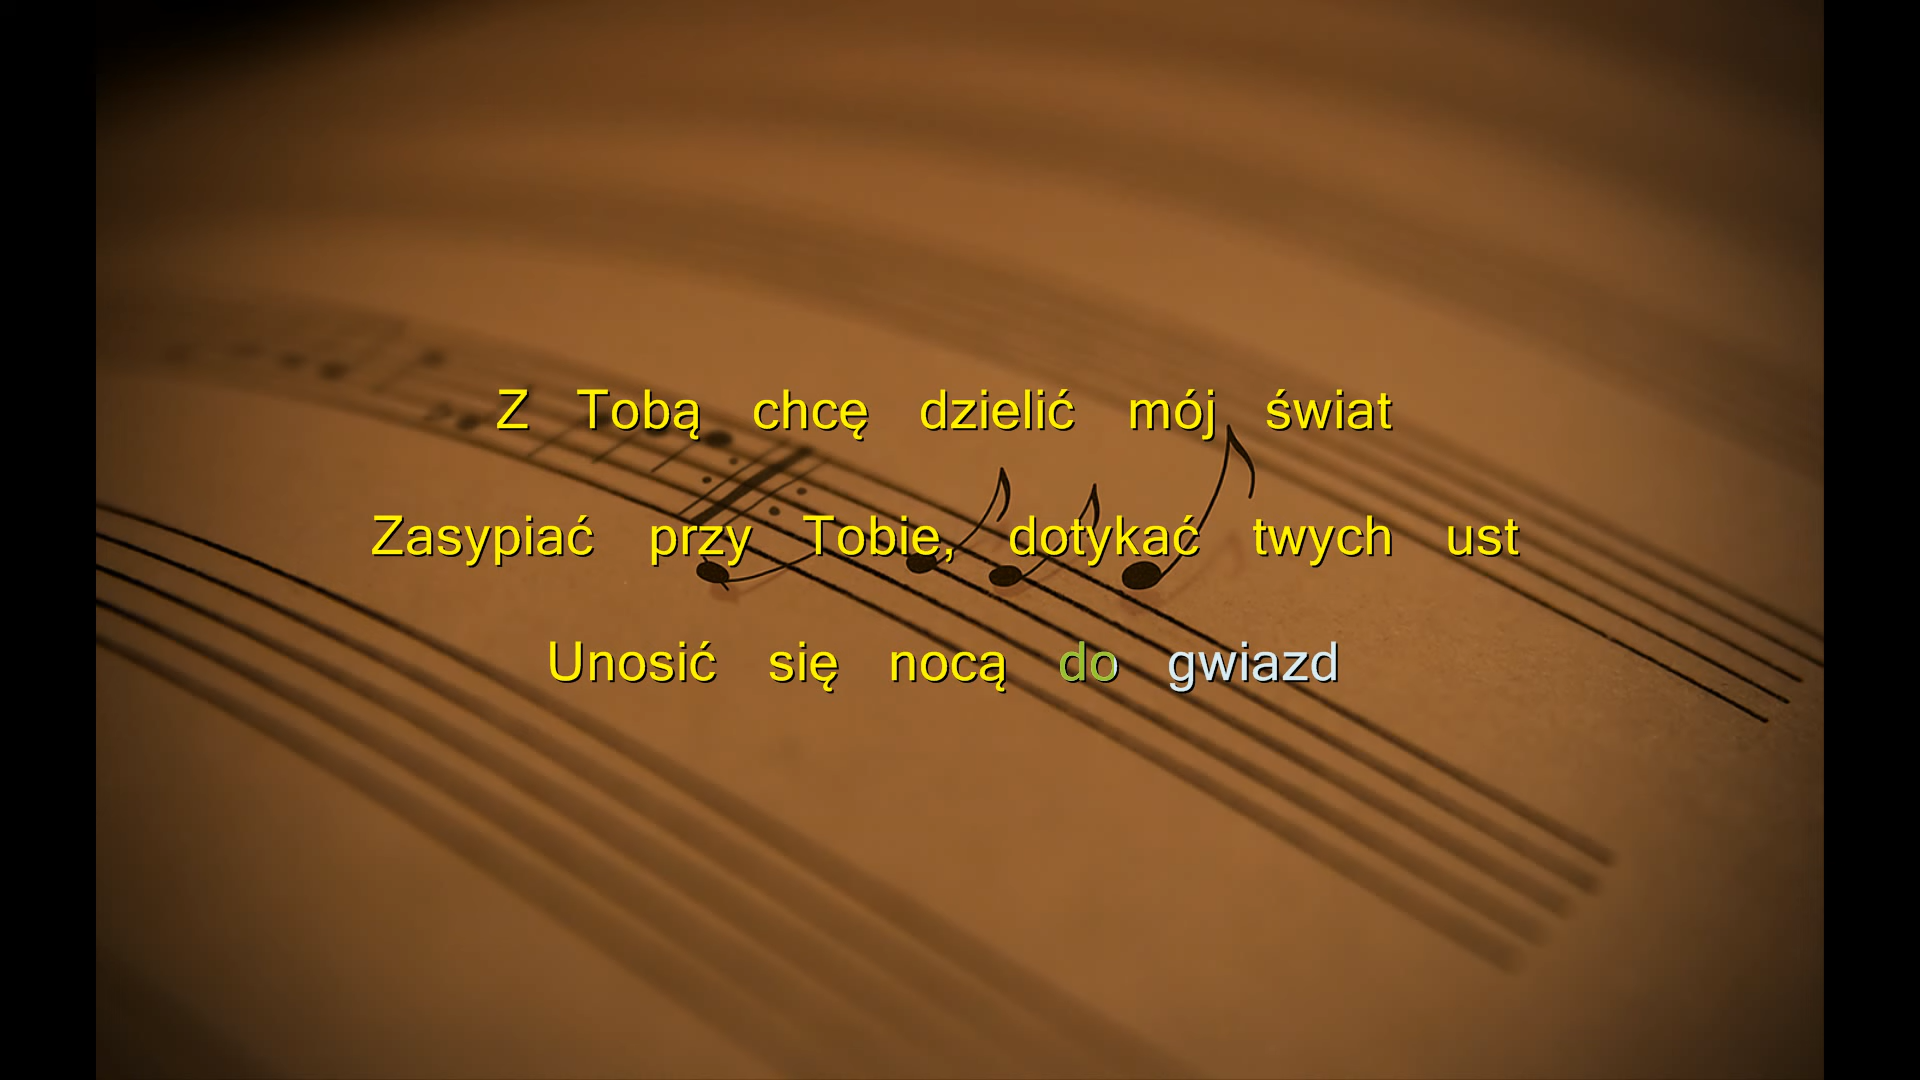 Z Tobą chcę dzielić mój świat
Zasypiać przy Tobie, dotykać twych ust
Unosić się nocą do gwiazd